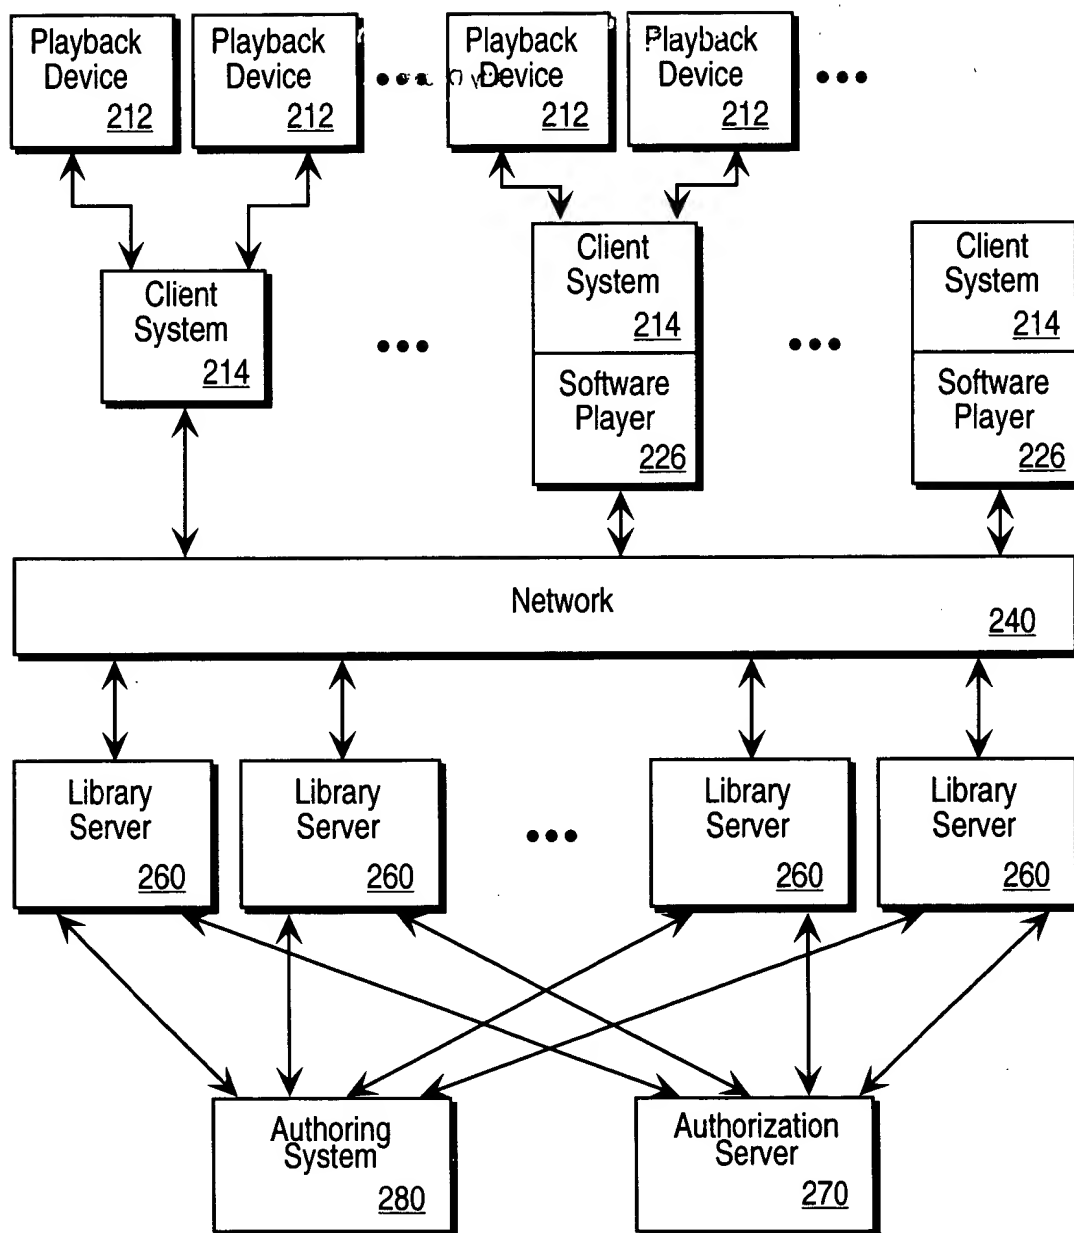 Playback
Device
212
Playback
Device
212
Playback
Device
212
Playback
Device
212
Client
System
214
Client
System
214
Software
Player
226
Client
System
214
Software
Player
226
Network
240
Library
Server
260
Library
Server
260
Library
Server
260
Library
Server
260
Authoring
System
280
Authorization
Server
270